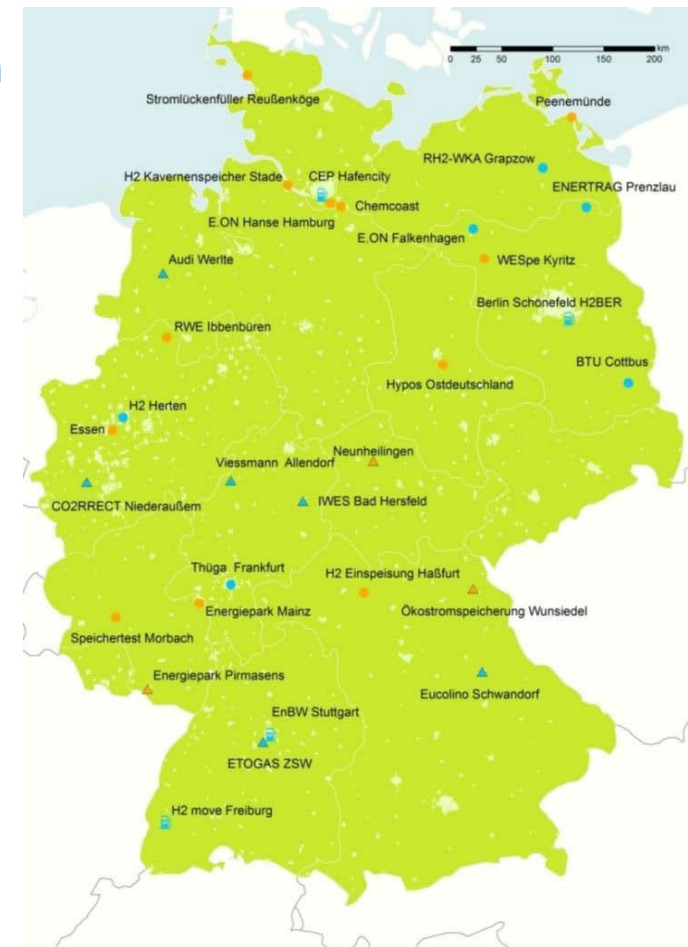 km
0 25 50 100 150 200
Stromlückenfüller Reußenköge
Peenemünde
RH2-WKA Grapzow
H2 Kavernenspeicher Stade
CEP Hafencity
ENERTRAG Prenzlau
Chemcoast
E.ON Hanse Hamburg
E.ON Falkenhagen
Audi Werlte
WESpe Kyritz
Berlin Schönefeld H2BER
RWE Ibbenbüren
BTU Cottbus
Hypos Ostdeutschland
H2 Herten
Essen
Neunheilingen
Viessmann Allendorf
IWES Bad Hersfeld
CO2RRECT Niederaußem
Thüga Frankfurt
H2 Einspeisung Haßfurt
Energiepark Mainz
Ökostromspeicherung Wunsiedel
Speichertest Morbach
Energiepark Pirmasens
Eucolino Schwandorf
EnBW Stuttgart
ETOGAS ZSW
H2 move Freiburg